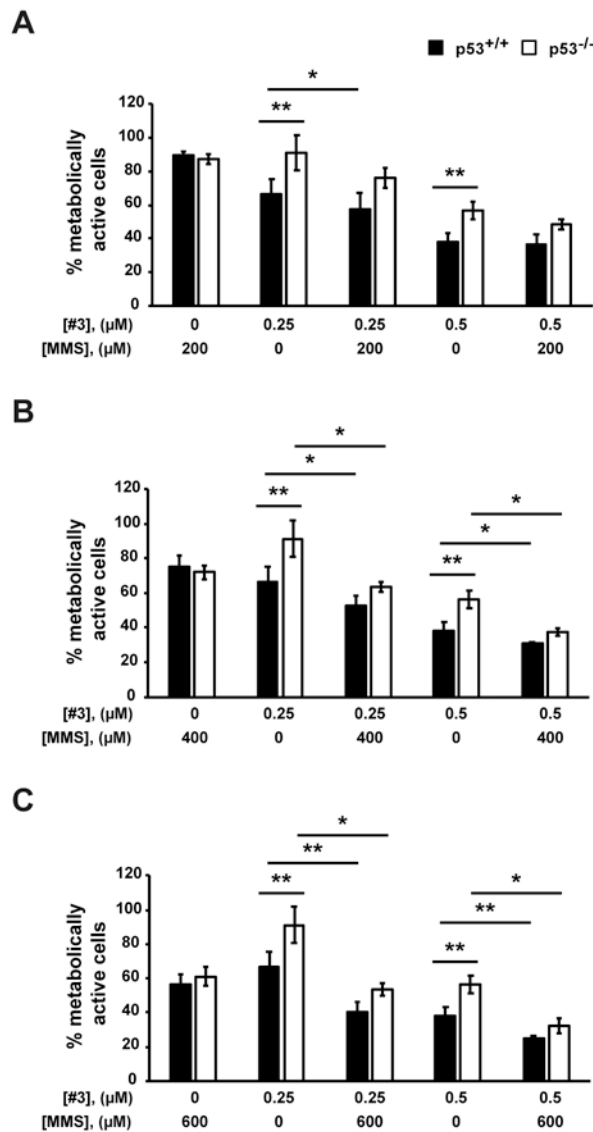 A
p53+/+ p53-/-
*
**
**
120
100
80
60
40
20
0
% metabolically
active cells
[#3], (µM) 0 0.25 0.25 0.5 0.5
[MMS], (µM) 200 0 200 0 200
B
*
*
**
*
*
**
120
100
80
60
40
20
0
% metabolically
active cells
[#3], (µM) 0 0.25 0.25 0.5 0.5
[MMS], (µM) 400 0 400 0 400
C
*
**
**
*
**
**
120
100
80
60
40
20
0
% metabolically
active cells
[#3], (µM) 0 0.25 0.25 0.5 0.5
[MMS], (µM) 600 0 600 0 600